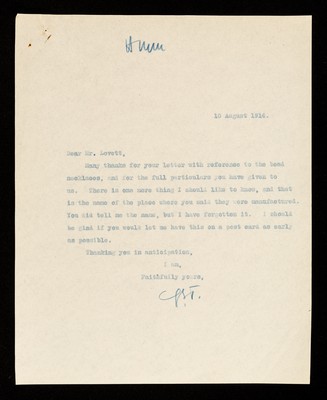 15 August 1916.
Dear Mr. Lovett,
Many thanks for your letter with reference to the bead
necklaces, and for the full particulars you have given to
us. There is one more thing I should like to know, and that
is the name of the place where you said they were manufactured.
You did tell me the name, but I have forgotten it. I should
be glad if you would let me have this on a post card as early
as possible.
Thanking you in anticipation,
I am,
Faithfully yours,